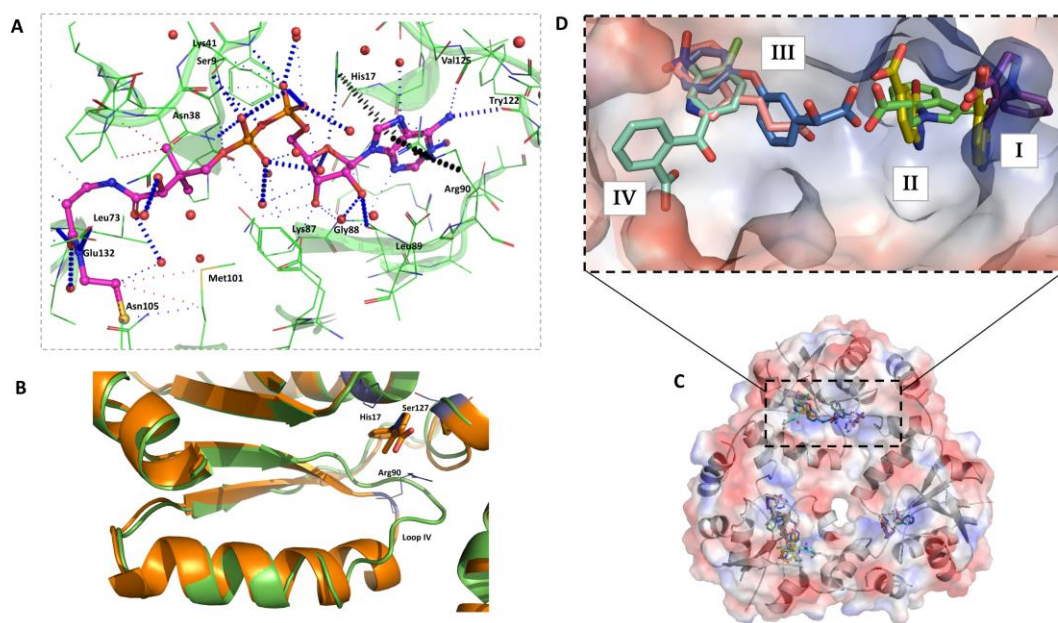 A
Lys41
Ser9
His17
Val125
Try122
Asn38
Arg90
Leu73
Lys87
Gly88
Leu89
Glu132
Met101
Asn105
B
His17
Ser127
Arg90
Loop IV
D
III
I
II
IV
C